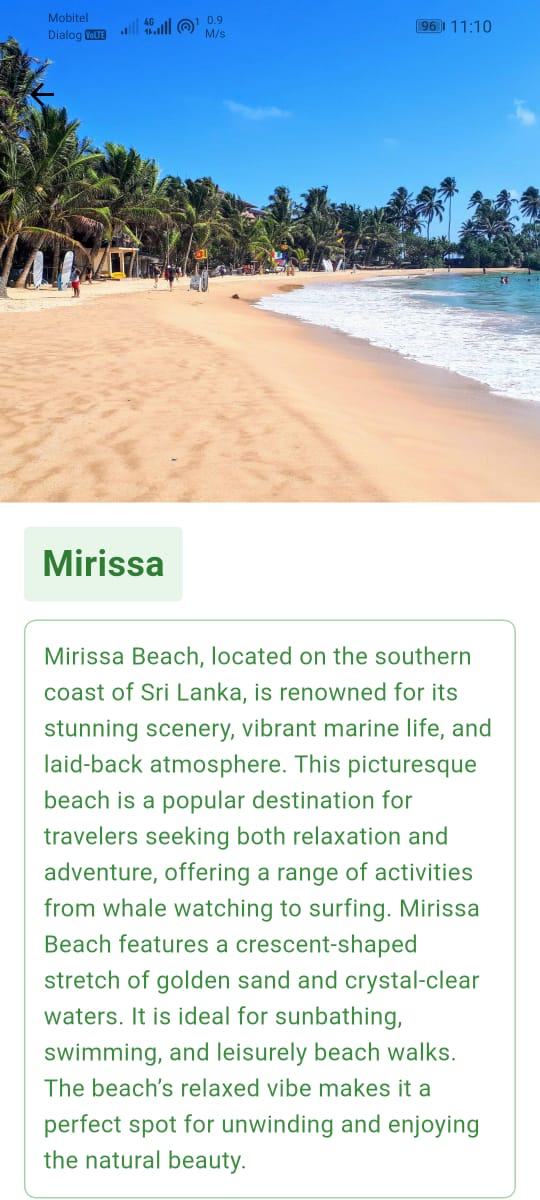 Mobitel
Dialog VoLTE
4G
1
0.9
M/s
96
11:10
Mirissa
Mirissa Beach, located on the southern
coast of Sri Lanka, is renowned for its
stunning scenery, vibrant marine life, and
laid-back atmosphere. This picturesque
beach is a popular destination for
travelers seeking both relaxation and
adventure, offering a range of activities
from whale watching to surfing. Mirissa
Beach features a crescent-shaped
stretch of golden sand and crystal-clear
waters. It is ideal for sunbathing,
swimming, and leisurely beach walks.
The beach’s relaxed vibe makes it a
perfect spot for unwinding and enjoying
the natural beauty.